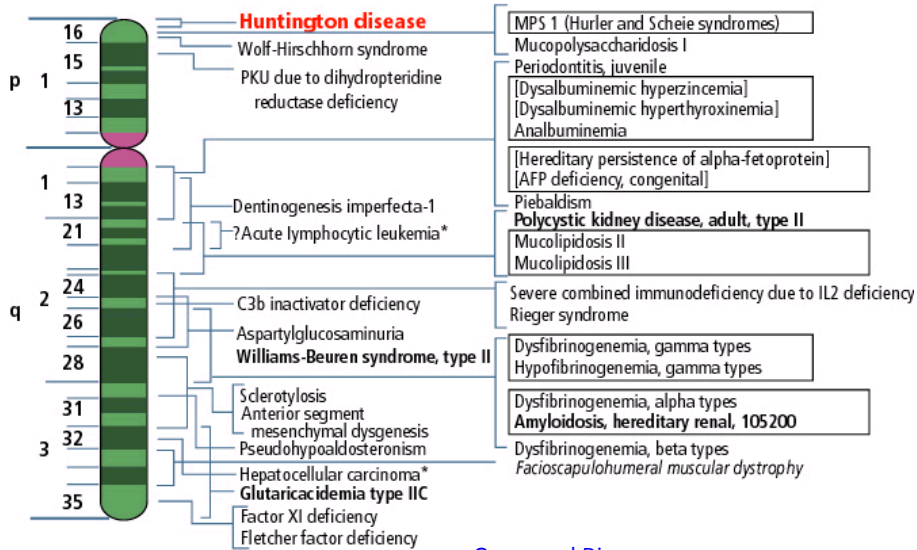 Huntington disease
Wolf-Hirschhorn syndrome
PKU due to dihydropteridine
reductase deficiency
MPS 1 (Hurler and Scheie syndromes)
Mucopolysaccharidosis I
Periodontitis, juvenile
[Dysalbuminemic hyperzincemia]
[Dysalbuminemic hyperthyroxinemia]
Analbuminemia
[Hereditary persistence of alpha-fetoprotein]
[AFP deficiency, congenital]
Piebaldism
Polycystic kidney disease, adult, type II
Mucolipidosis II
Mucolipidosis III
Dentinogenesis imperfecta-1
?Acute lymphocytic leukemia*
Severe combined immunodeficiency due to IL2 deficiency
Rieger syndrome
C3b inactivator deficiency
Aspartylglucosaminuria
Williams-Beuren syndrome, type II
Dysfibrinogenemia, gamma types
Hypofibrinogenemia, gamma types
Dysfibrinogenemia, alpha types
Amyloidosis, hereditary renal, 105200
Dysfibrinogenemia, beta types
Facioscapulohumeral muscular dystrophy
Sclerotylosis
Anterior segment
mesenchymal dysgenesis
Pseudohypoaldosteronism
Hepatocellular carcinoma*
Glutaricacidemia type IIC
Factor XI deficiency
Fletcher factor deficiency
p
1
16
15
13
q
1
13
21
2
24
26
28
3
31
32
35